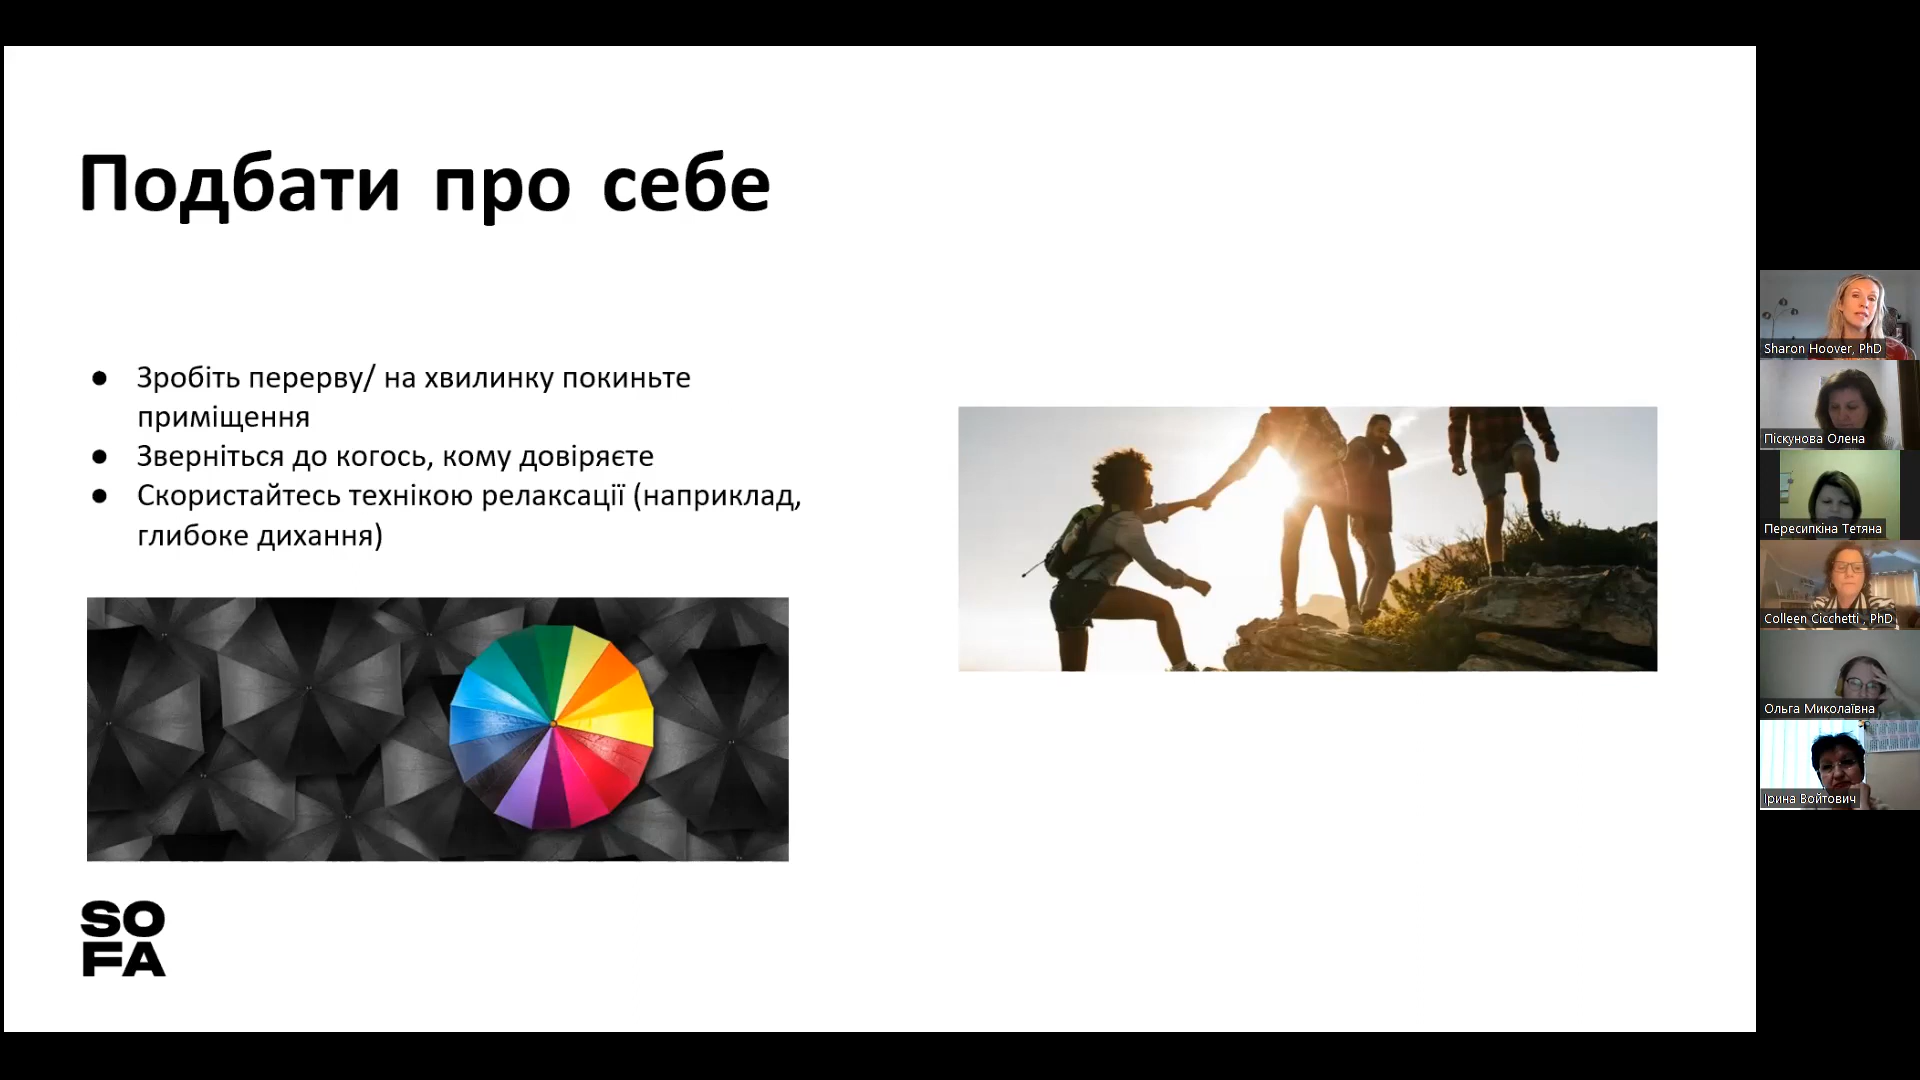 Подбати про себе
● Зробіть перерву/ на хвилинку покиньте
приміщення
● Зверніться до когось, кому довіряєте
● Скористайтесь технікою релаксації (наприклад,
глибоке дихання)
SO
FA
Sharon Hoover, PhD
Піскунова Олена
Пересипкіна Тетяна
Colleen Cicchetti , PhD
Ольга Миколаївна
Ірина Войтович